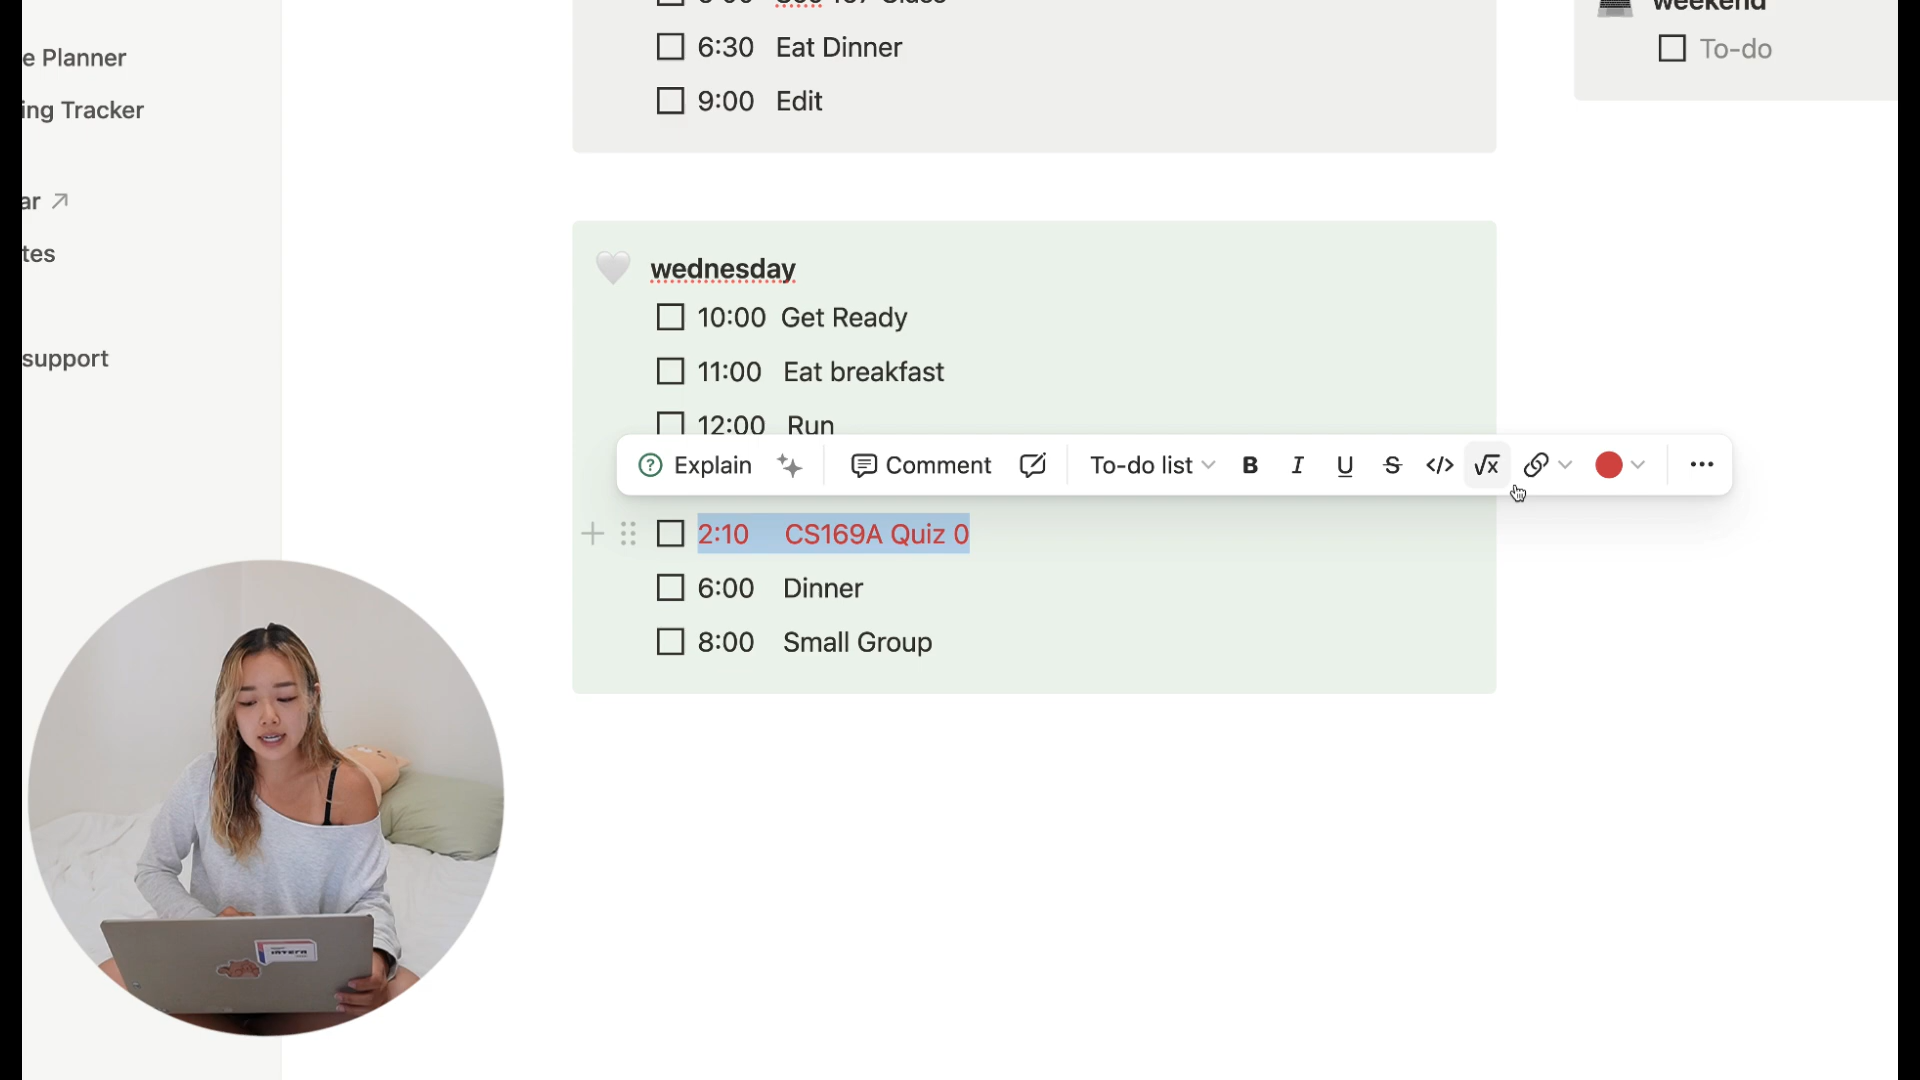 6:30 Eat Dinner
9:00 Edit
weekend
To-do
e Planner
ing Tracker
ar ↗
tes
support
wednesday
10:00 Get Ready
11:00 Eat breakfast
12:00 Run
Explain Comment To-do list B I U S </> √x ...
2:10 CS169A Quiz 0
6:00 Dinner
8:00 Small Group